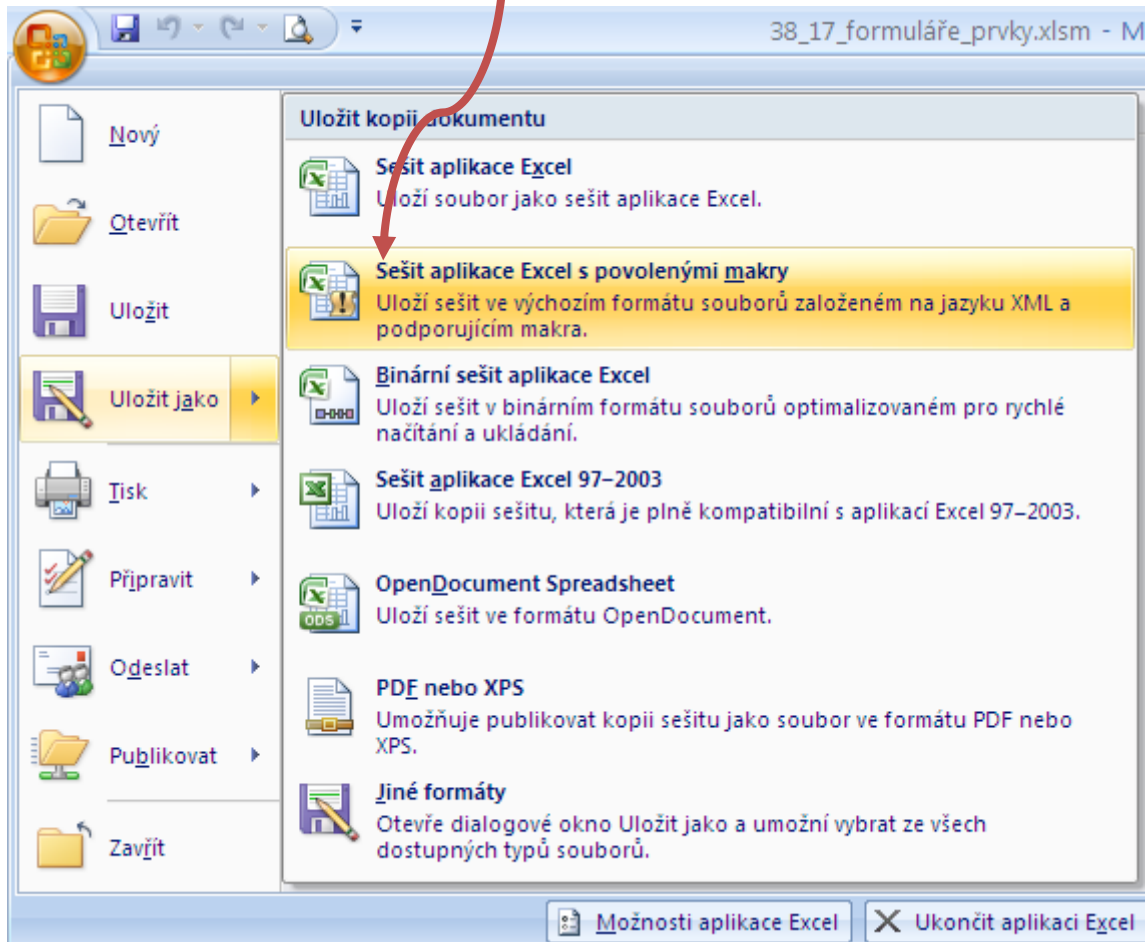 38_17_formuláře_prvky.xlsm - M
Nový
Otevřít
Uložit
Uložit jako
Tisk
Připravit
Odeslat
Publikovat
Zavřít
Uložit kopii dokumentu
Sešit aplikace Excel
Uloží soubor jako sešit aplikace Excel.
Sešit aplikace Excel s povolenými makry
Uloží sešit ve výchozím formátu souborů založeném na jazyku XML a
podporujícím makra.
Binární sešit aplikace Excel
Uloží sešit v binárním formátu souborů optimalizovaném pro rychlé
načítání a ukládání.
Sešit aplikace Excel 97–2003
Uloží kopii sešitu, která je plně kompatibilní s aplikací Excel 97–2003.
OpenDocument Spreadsheet
Uloží sešit ve formátu OpenDocument.
ODS
PDF nebo XPS
Umožňuje publikovat kopii sešitu jako soubor ve formátu PDF nebo
XPS.
Jiné formáty
Otevře dialogové okno Uložit jako a umožní vybrat ze všech
dostupných typů souborů.
Možnosti aplikace Excel
Ukončit aplikaci Excel